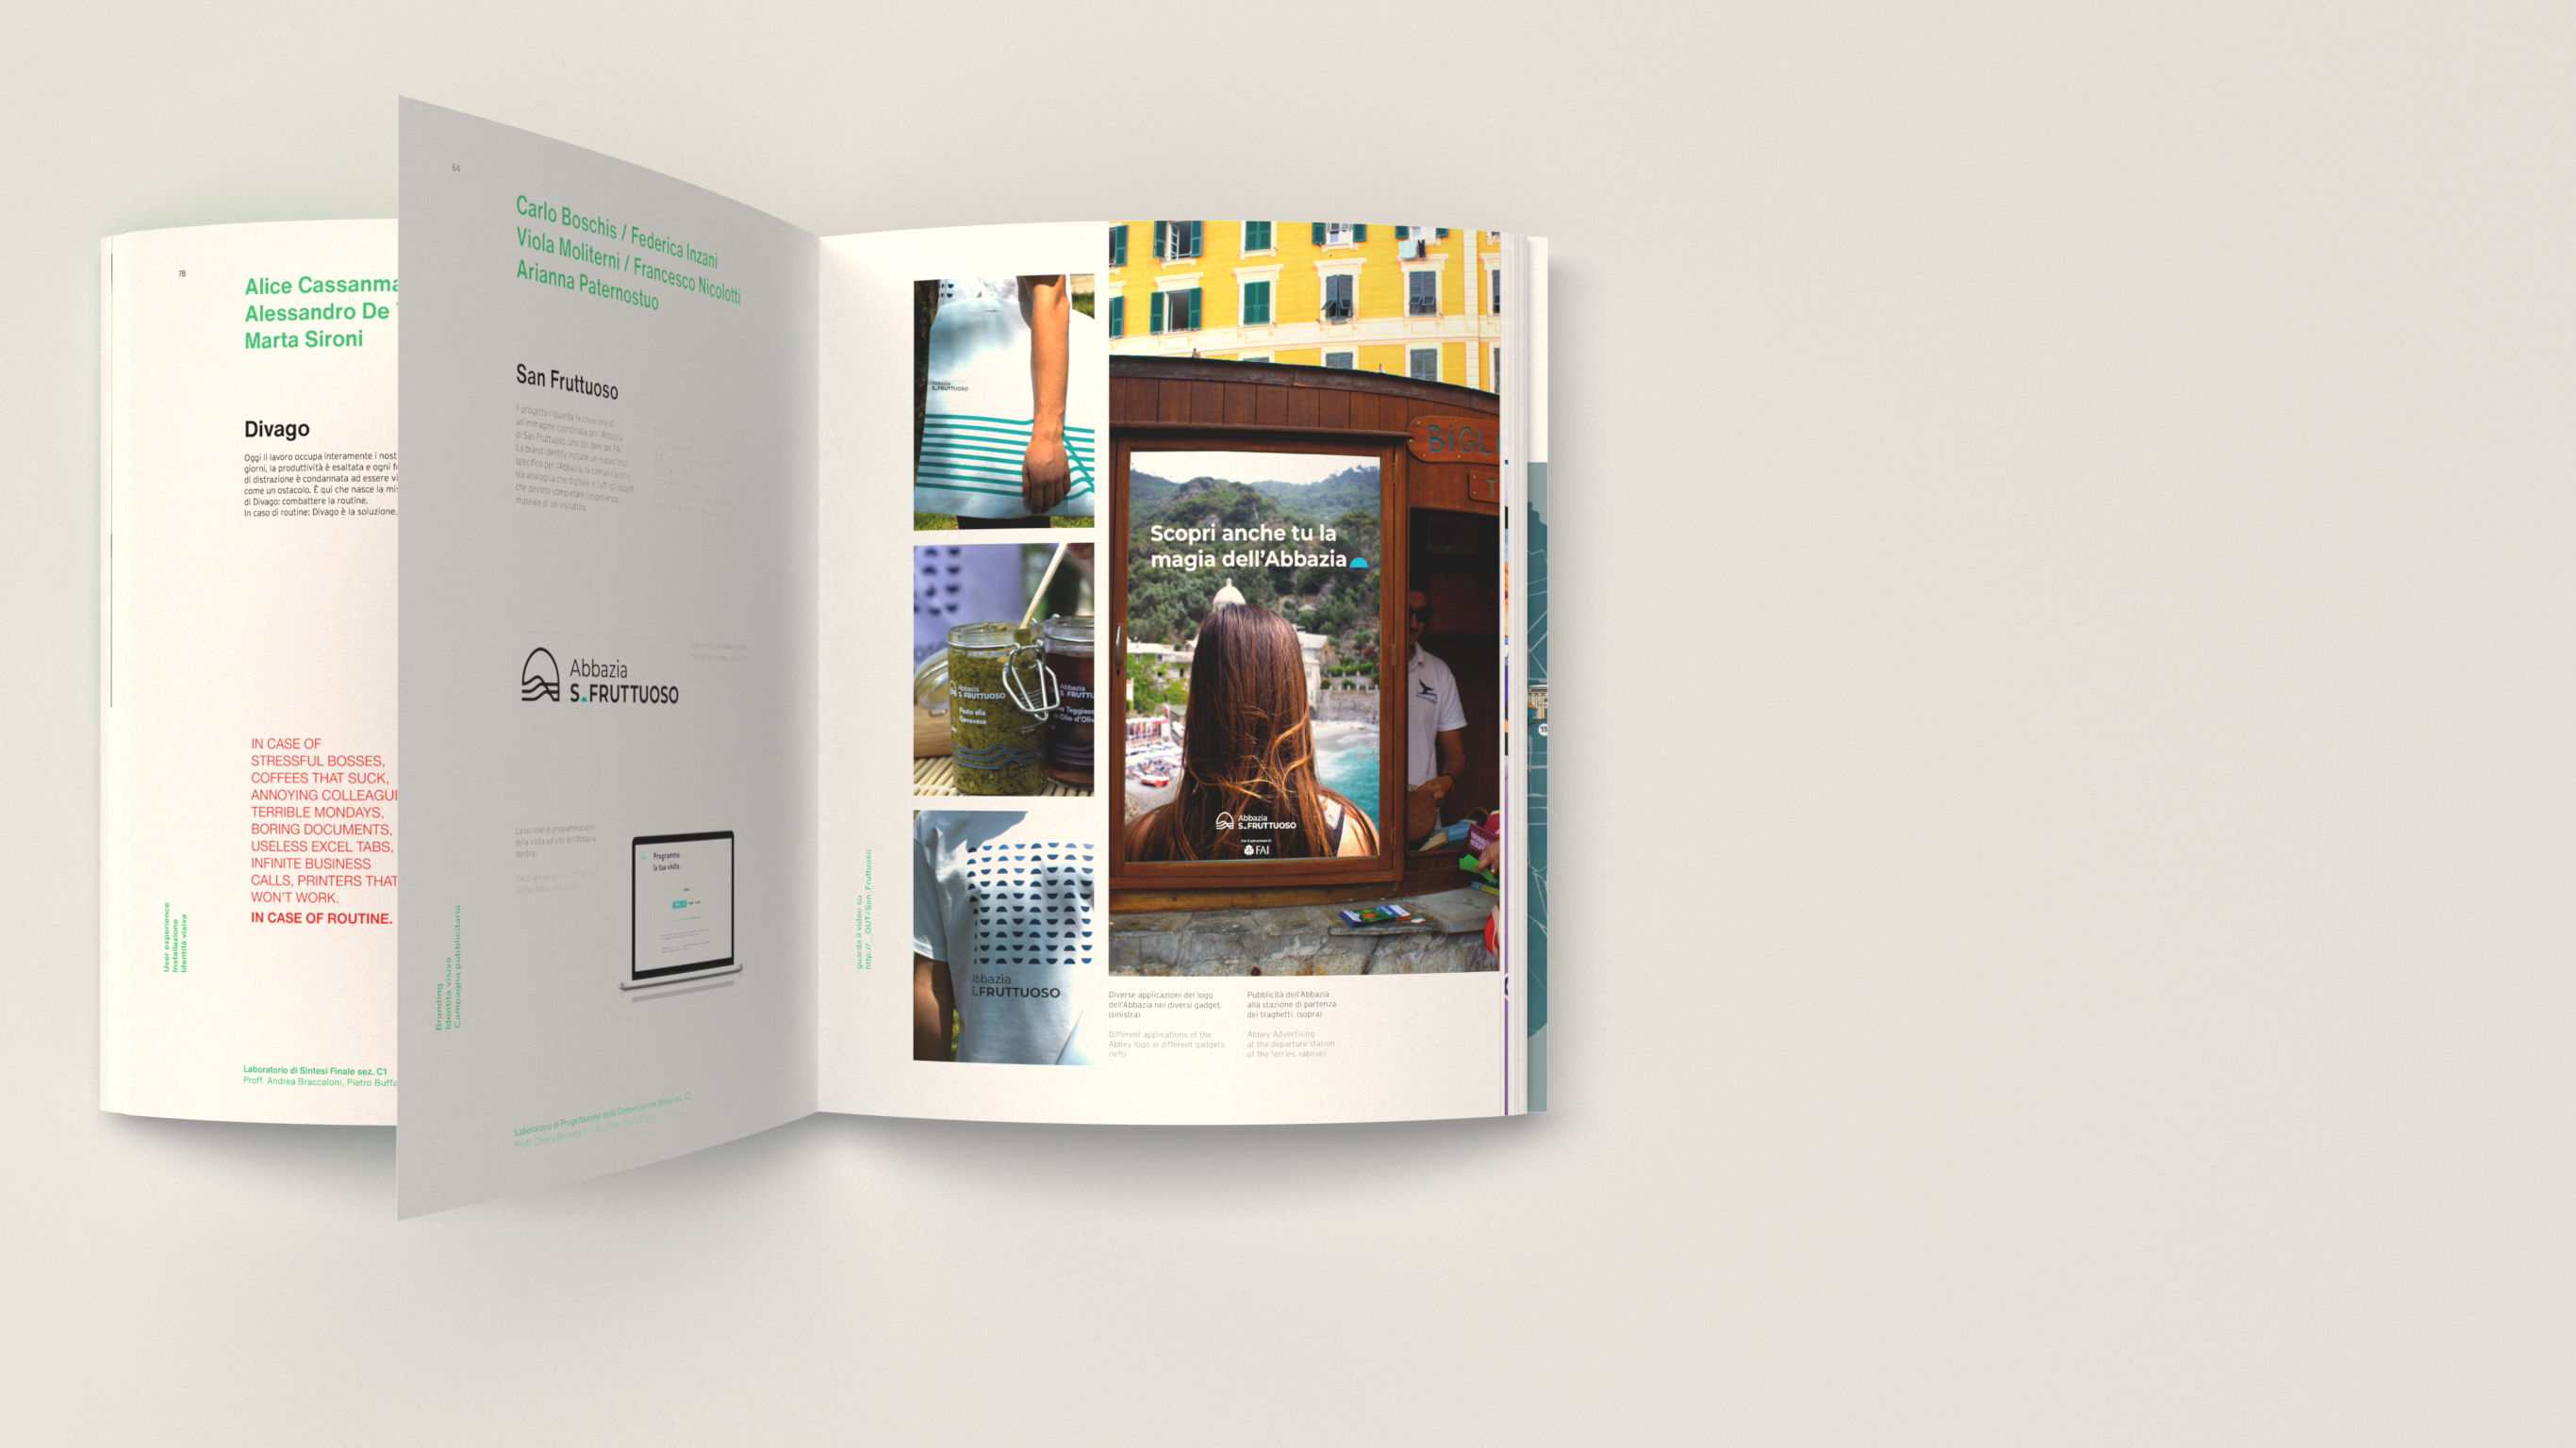 78
Alice Cassanma
Alessandro De
Marta Sironi
Divago
Oggi il lavoro occupa interamente i nost
giorni, la produttività è esaltata e ogni f
di distrazione è condannata ad essere vi
come un ostacolo. È qui che nasce la mi
di Divago: combattere la routine.
In caso di routine: Divago è la soluzione.
IN CASE OF
STRESSFUL BOSSES,
COFFEES THAT SUCK,
ANNOYING COLLEAGU
TERRIBLE MONDAYS,
BORING DOCUMENTS,
USELESS EXCEL TABS,
INFINITE BUSINESS
CALLS, PRINTERS THAT
WON'T WORK.
IN CASE OF ROUTINE.
User experience
Installazione
Identità visiva
Laboratorio di Sintesi Finale sez. C1
Proff. Andrea Braccaloni, Pietro Buffa
64
Carlo Boschis / Federica Inzani
Viola Moliterni / Francesco Nicolotti
Arianna Paternostuo
San Fruttuoso
Il progetto riguarda la creazione di
un'immagine coordinata per l'Abbazia
di San Fruttuoso, uno dei beni del FAI.
La brand identity include un nuovo logo
specifico per l'Abbazia, la comunicazione
sia analogica che digitale, e tutti gli oggetti
che devono completare l'esperienza
museale di un visitatore.
Abbazia
S.FRUTTUOSO
La sezione di programmazione
della visita sul sito dell'Abbazia.
(destra)
Programma
la tua visita.
Branding
Identità visiva
Campagna pubblicitaria
Laboratorio di Progettazione della Comunicazione Visiva sez. C2
guarda il video su
http://__OUT/San_Fruttuoso
Abbazia
S.FRUTTUOSO
Abbazia
S.FRUTTUOSO
Pesto alla
Genovese
Abbazia
S.FRUTTU
Taggias
Olio d'Oliv
Abbazia
S.FRUTTUOSO
BIGL
T
Scopri anche tu la
magia dell'Abbazia
Abbazia
S.FRUTTUOSO
FAI
Diverse applicazioni del logo
dell'Abbazia nei diversi gadget.
(sinistra)
Different applications of the
Abbey logo in different gadgets.
(left)
Pubblicità dell'Abbazia
alla stazione di partenza
dei traghetti. (sopra)
Abbey Advertising
at the departure station
of the ferries. (above)